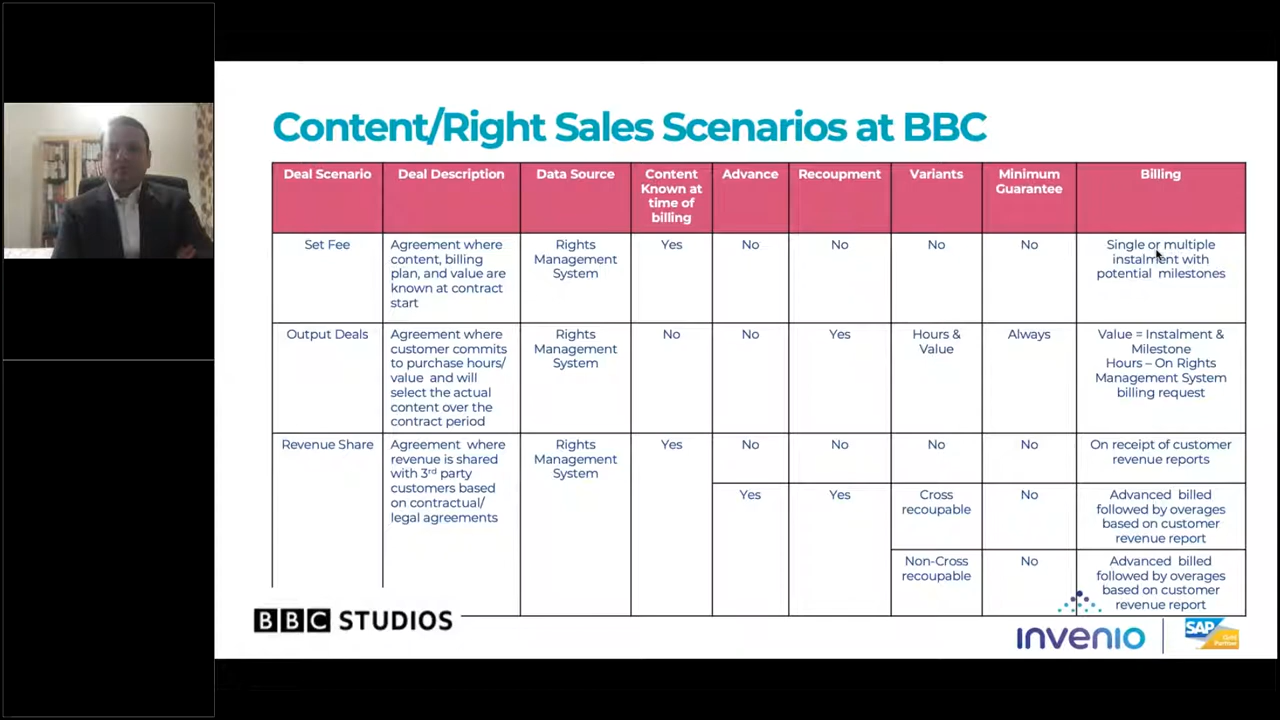 Content/Right Sales Scenarios at BBC
Deal Scenario
Deal Description
Data Source
Content
Known at
time of
billing
Advance
Recoupment
Variants
Minimum
Guarantee
Billing
Set Fee
Agreement where
content, billing
plan, and value are
known at contract
start
Rights
Management
System
Yes
No
No
No
No
Single or multiple
instalment with
potential milestones
Output Deals
Agreement where
customer commits
to purchase hours/
value and will
select the actual
content over the
contract period
Rights
Management
System
No
No
Yes
Hours &
Value
Always
Value = Instalment &
Milestone
Hours – On Rights
Management System
billing request
Revenue Share
Agreement where
revenue is shared
with 3rd party
customers based
on contractual/
legal agreements
Rights
Management
System
Yes
No
No
No
No
On receipt of customer
revenue reports
Yes
Yes
Cross
recoupable
No
Advanced billed
followed by overages
based on customer
revenue report
Non-Cross
recoupable
No
Advanced billed
followed by overages
based on customer
revenue report
BBC STUDIOS
invenio
SAP
Gold
Partner